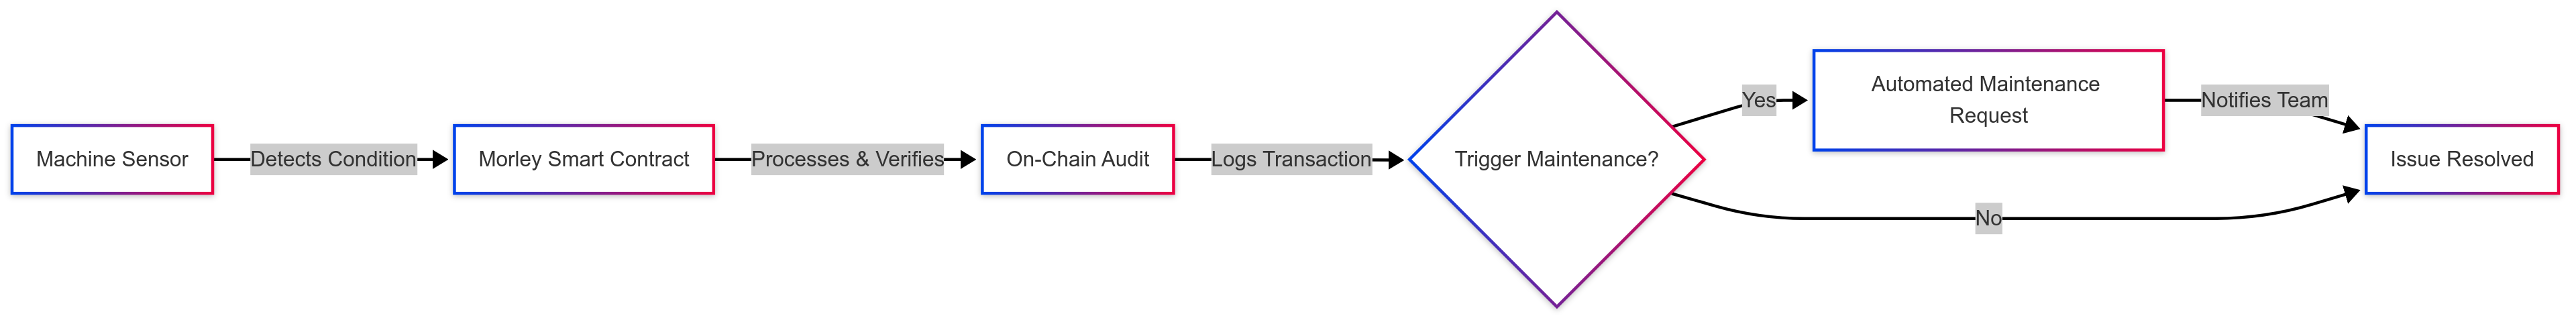 Machine Sensor
Detects Condition
Morley Smart Contract
Processes & Verifies
On-Chain Audit
Logs Transaction
Trigger Maintenance?
Yes
Automated Maintenance
Request
Notifies Team
No
Issue Resolved